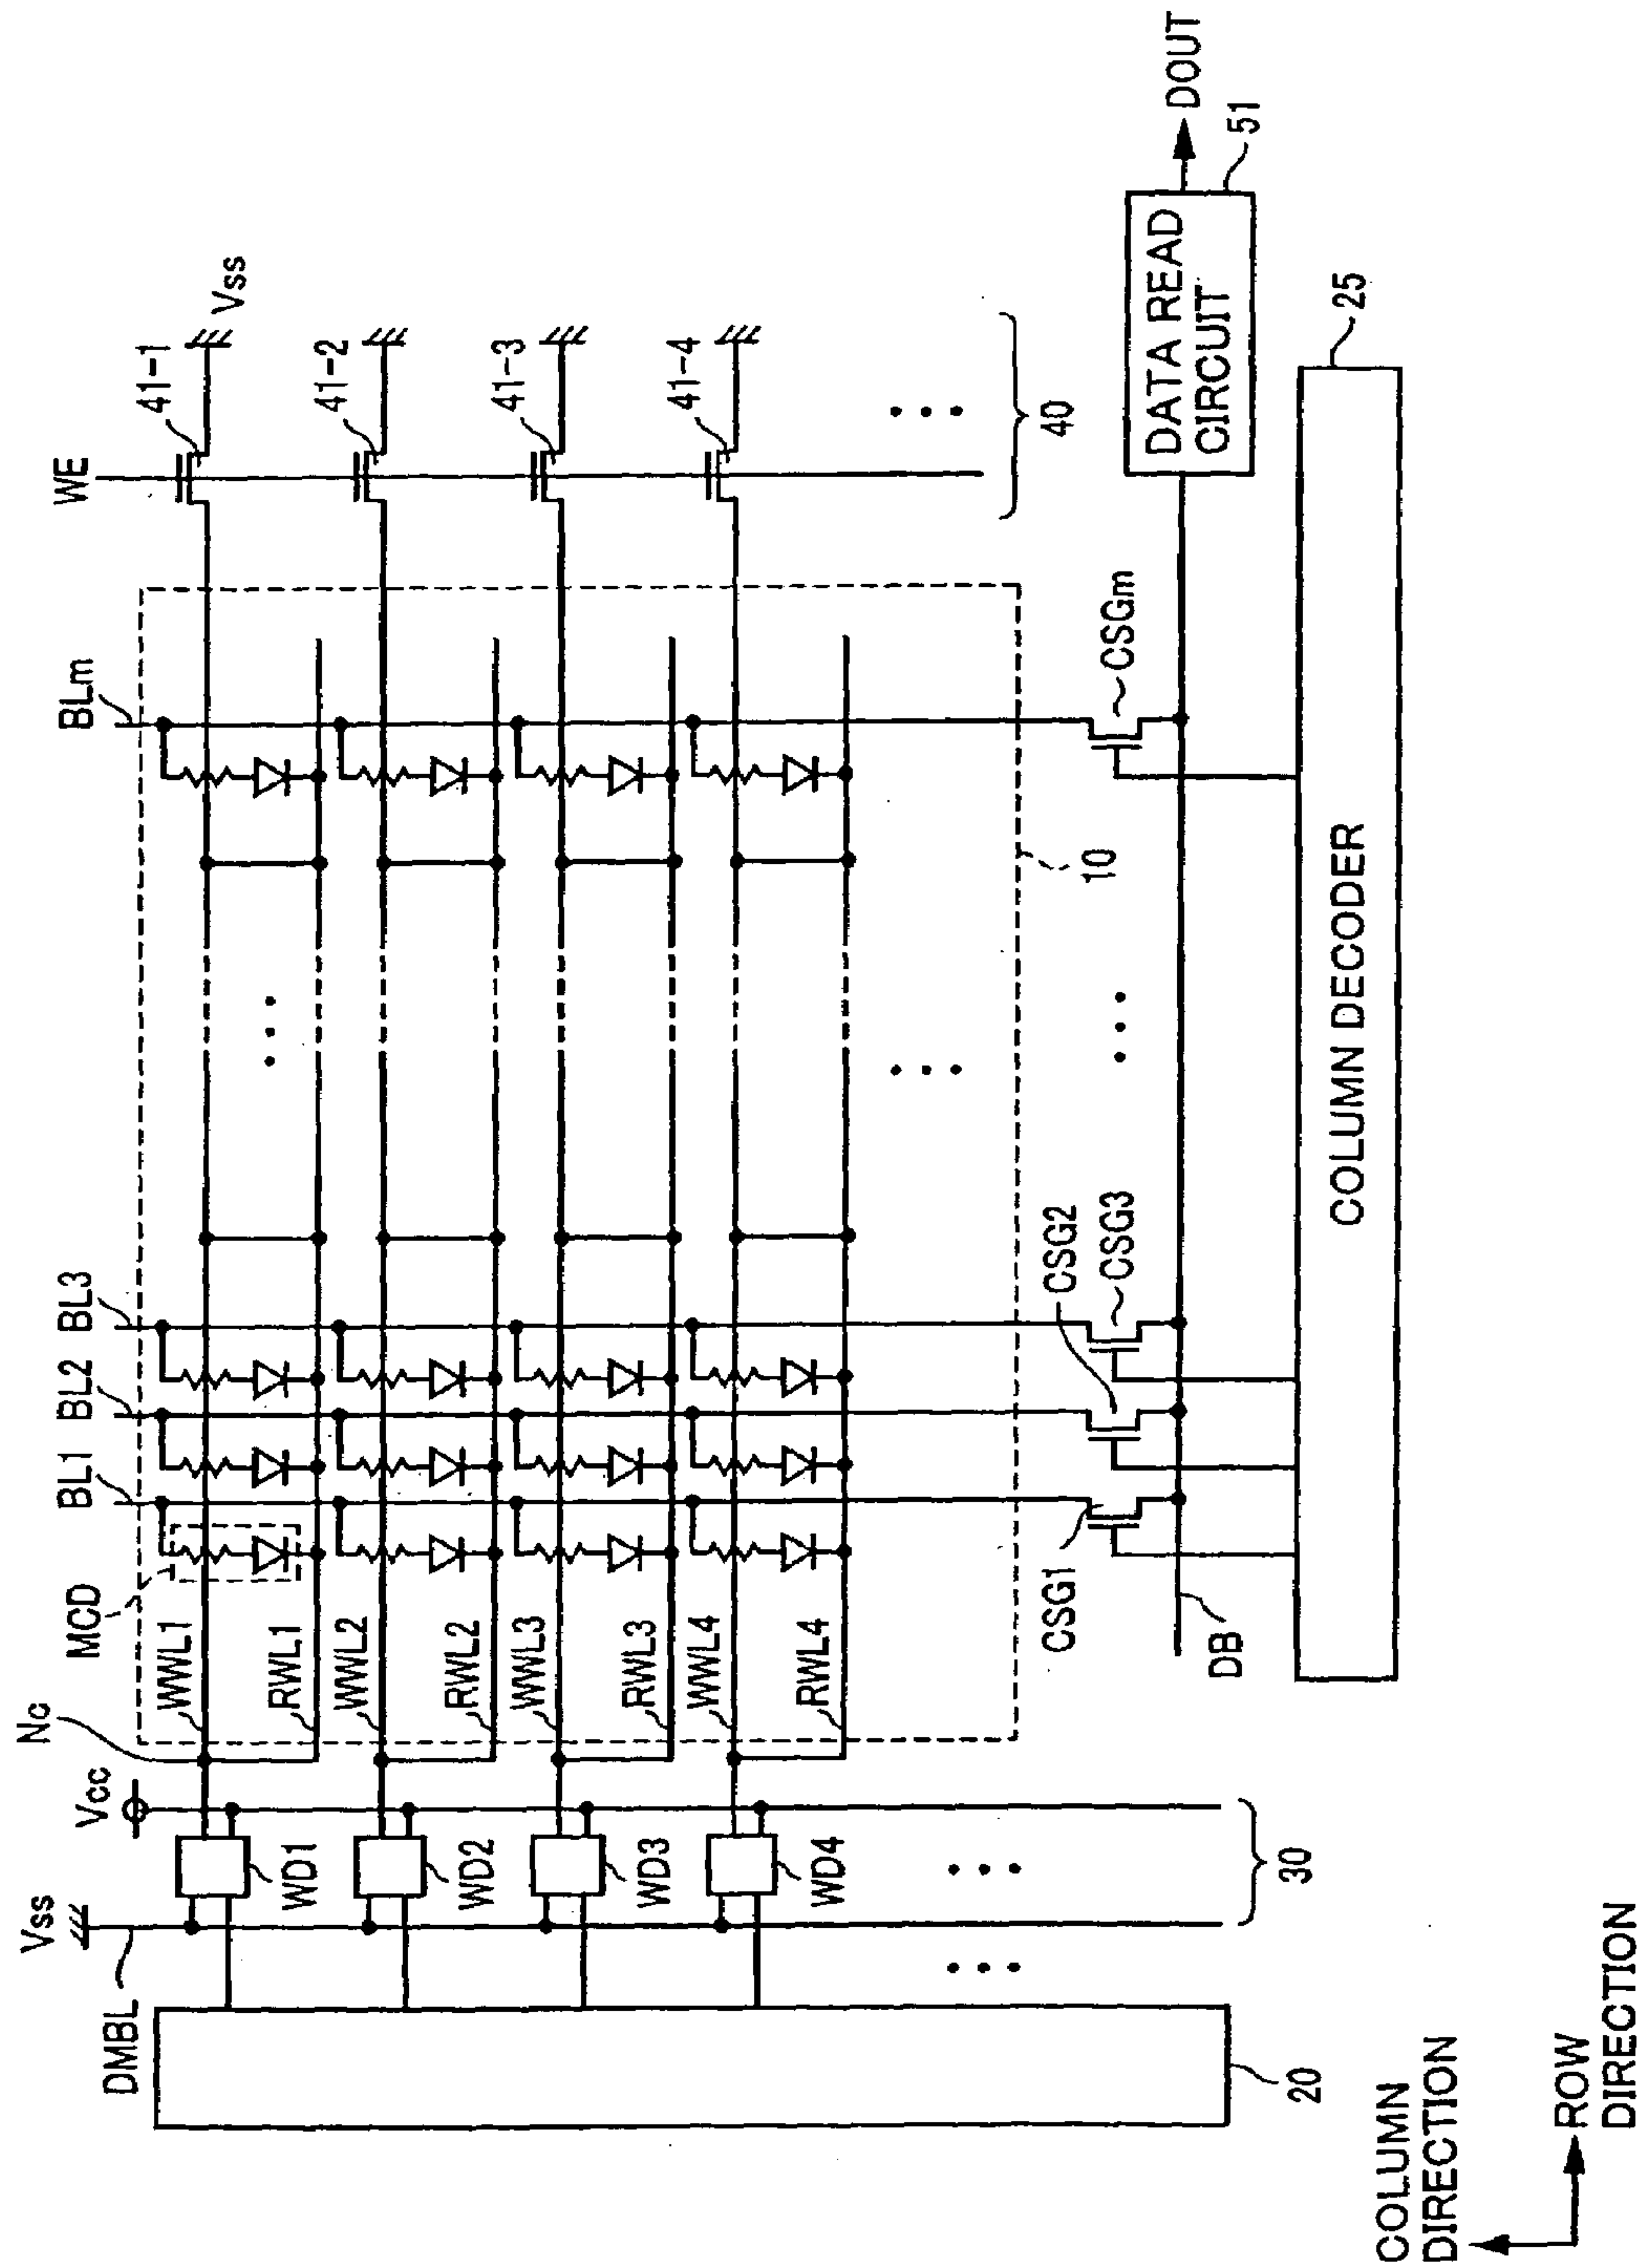 WE
Vss
41-1
41-2
41-3
41-4
40
BL1
BL2
BL3
BLm
MCD
Nc
Vcc
Vss
DMBL
WWL1
RWL1
WWL2
RWL2
WWL3
RWL3
WWL4
RWL4
WD1
WD2
WD3
WD4
30
20
10
CSG1
CSG2
CSG3
CSGm
DB
DATA READ
CIRCUIT
51
DOUT
COLUMN DECODER
25
COLUMN
DIRECTION
ROW
DIRECTION